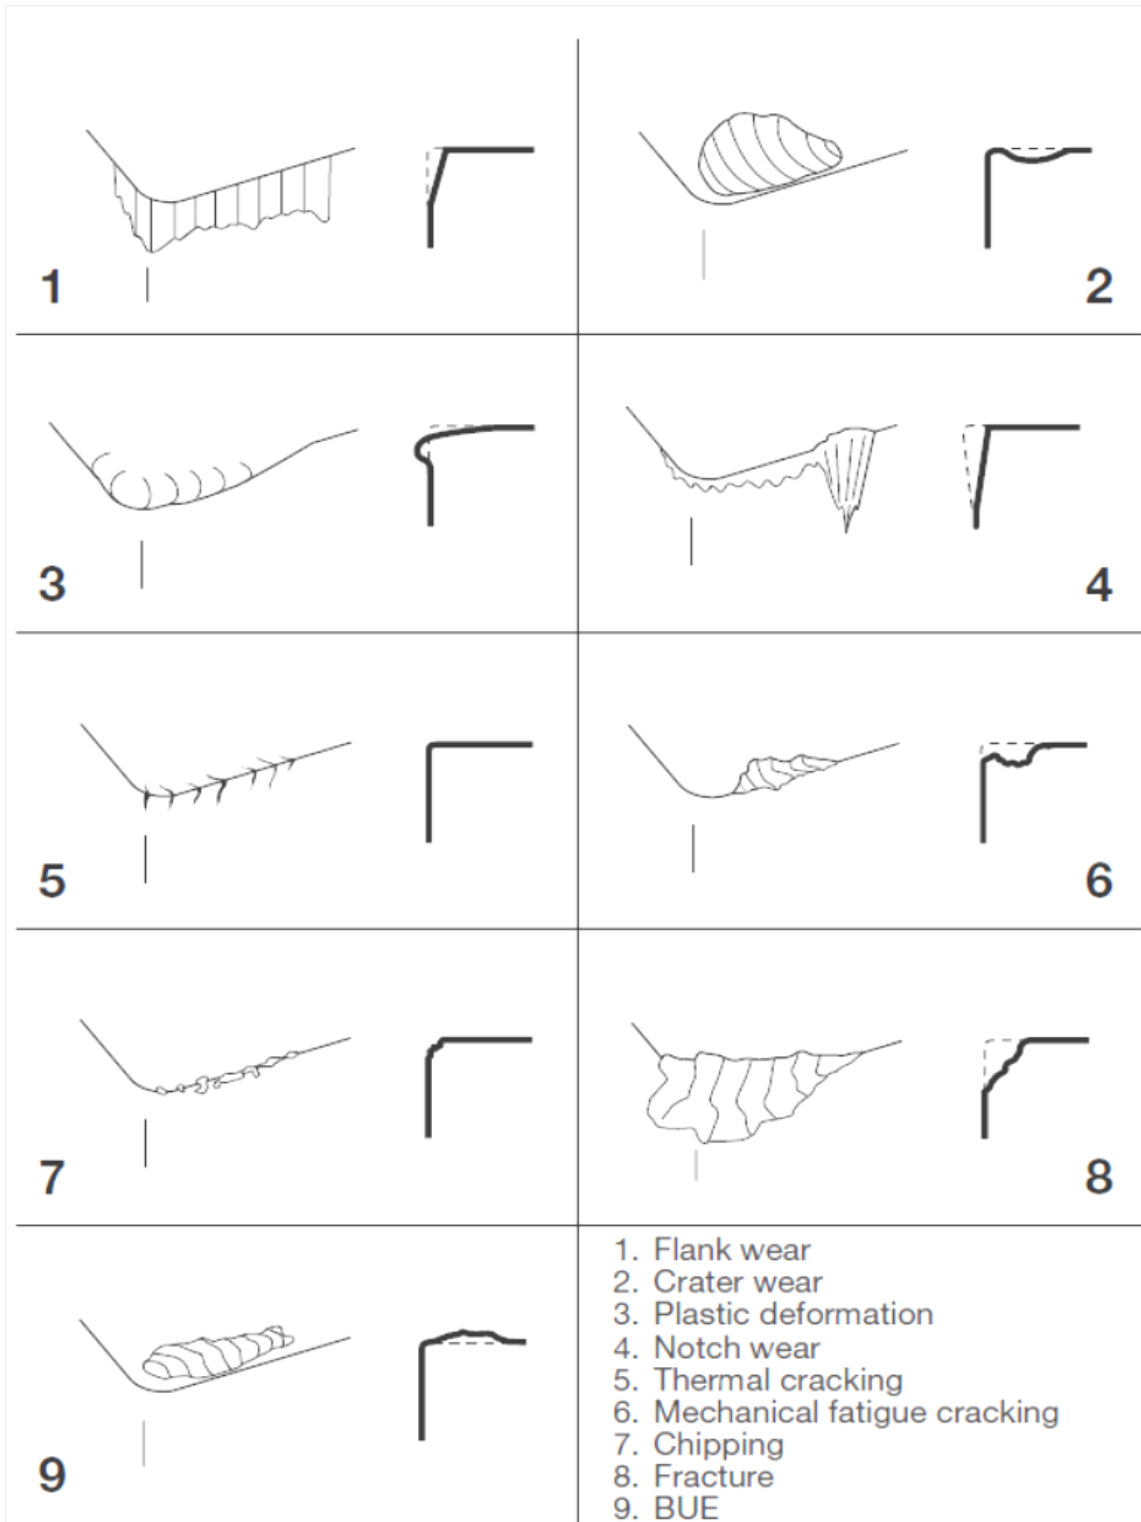 1
2
3
4
5
6
7
8
9
1. Flank wear
2. Crater wear
3. Plastic deformation
4. Notch wear
5. Thermal cracking
6. Mechanical fatigue cracking
7. Chipping
8. Fracture
9. BUE